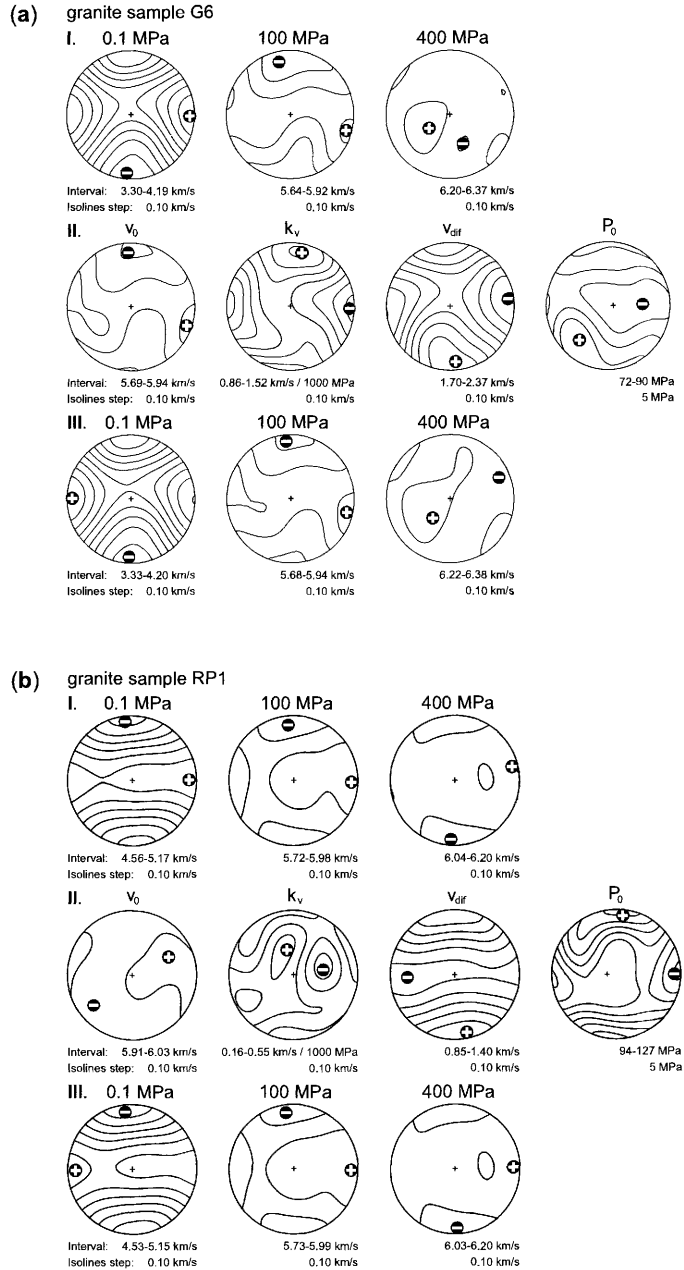 (a) granite sample G6
I. 0.1 MPa 100 MPa 400 MPa
Interval: 3.30-4.19 km/s 5.64-5.92 km/s 6.20-6.37 km/s
Isolines step: 0.10 km/s 0.10 km/s 0.10 km/s
II. v0 kv vdif P0
Interval: 5.69-5.94 km/s 0.86-1.52 km/s / 1000 MPa 1.70-2.37 km/s 72-90 MPa
Isolines step: 0.10 km/s 0.10 km/s 0.10 km/s 5 MPa
III. 0.1 MPa 100 MPa 400 MPa
Interval: 3.33-4.20 km/s 5.68-5.94 km/s 6.22-6.38 km/s
Isolines step: 0.10 km/s 0.10 km/s 0.10 km/s
(b) granite sample RP1
I. 0.1 MPa 100 MPa 400 MPa
Interval: 4.56-5.17 km/s 5.72-5.98 km/s 6.04-6.20 km/s
Isolines step: 0.10 km/s 0.10 km/s 0.10 km/s
II. v0 kv vdif P0
Interval: 5.91-6.03 km/s 0.16-0.55 km/s / 1000 MPa 0.85-1.40 km/s 94-127 MPa
Isolines step: 0.10 km/s 0.10 km/s 0.10 km/s 5 MPa
III. 0.1 MPa 100 MPa 400 MPa
Interval: 4.53-5.15 km/s 5.73-5.99 km/s 6.03-6.20 km/s
Isolines step: 0.10 km/s 0.10 km/s 0.10 km/s